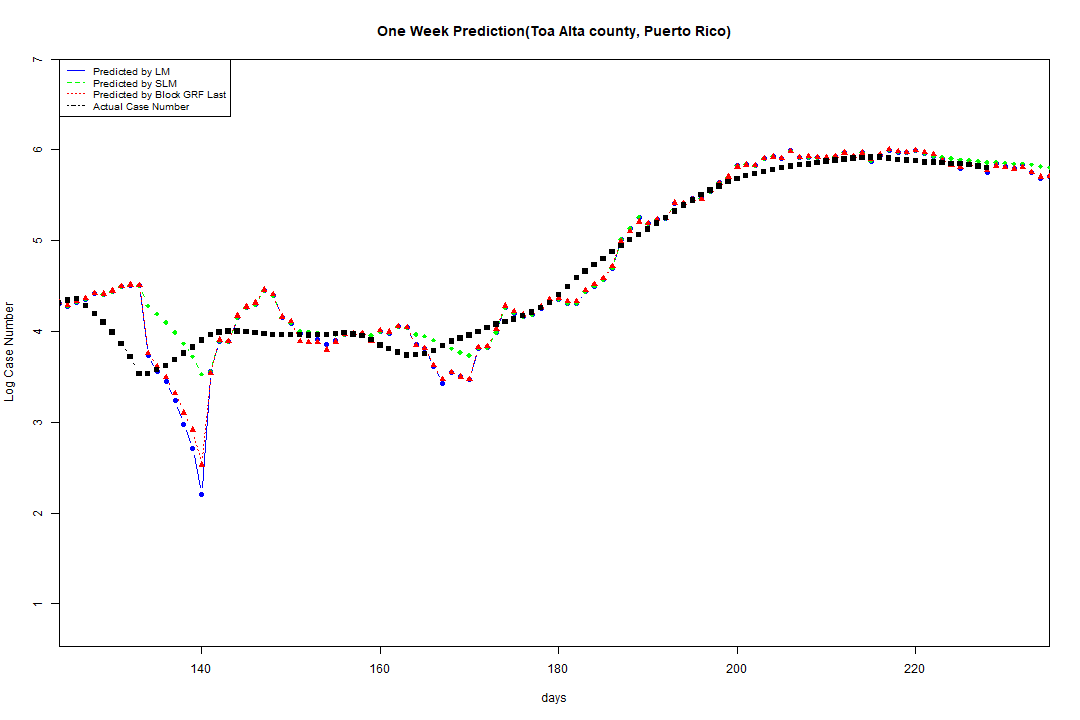 One Week Prediction(Toa Alta county, Puerto Rico)
Predicted by LM
Predicted by SLM
Predicted by Block GRF Last
Actual Case Number
Log Case Number
7
6
5
4
3
2
1
140 160 180 200 220
days